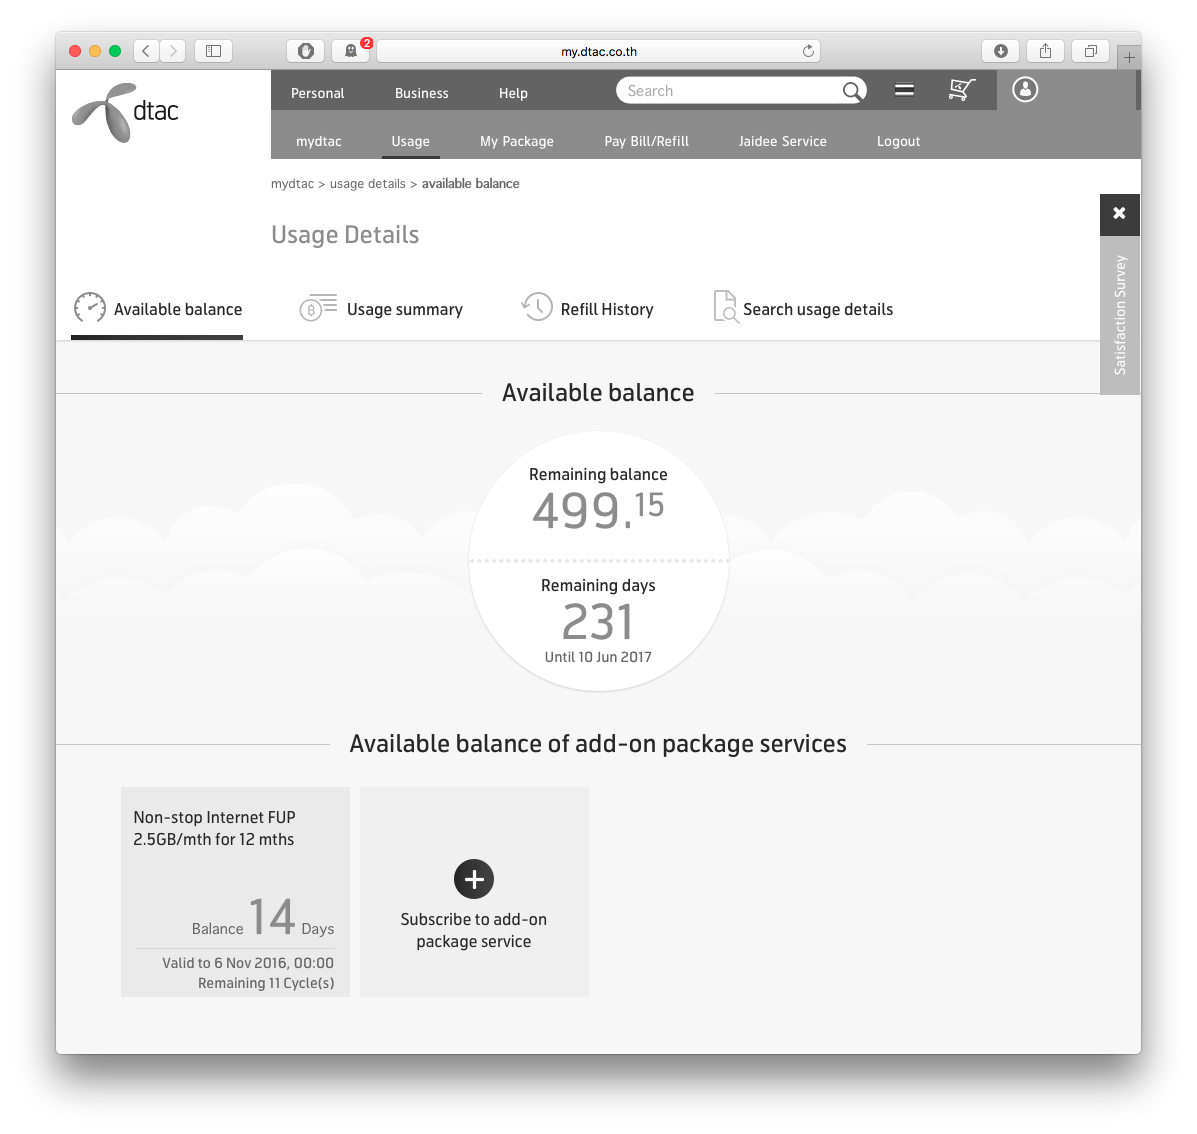 2
my.dtac.co.th
dtac
Personal
Business
Help
Search
mydtac
Usage
My Package
Pay Bill/Refill
Jaidee Service
Logout
mydtac > usage details > available balance
Usage Details
Satisfaction Survey
Available balance
Usage summary
Refill History
Search usage details
Available balance
Remaining balance
499.15
Remaining days
231
Until 10 Jun 2017
Available balance of add-on package services
Non-stop Internet FUP
2.5GB/mth for 12 mths
Balance 14 Days
Valid to 6 Nov 2016, 00:00
Remaining 11 Cycle(s)
Subscribe to add-on
package service